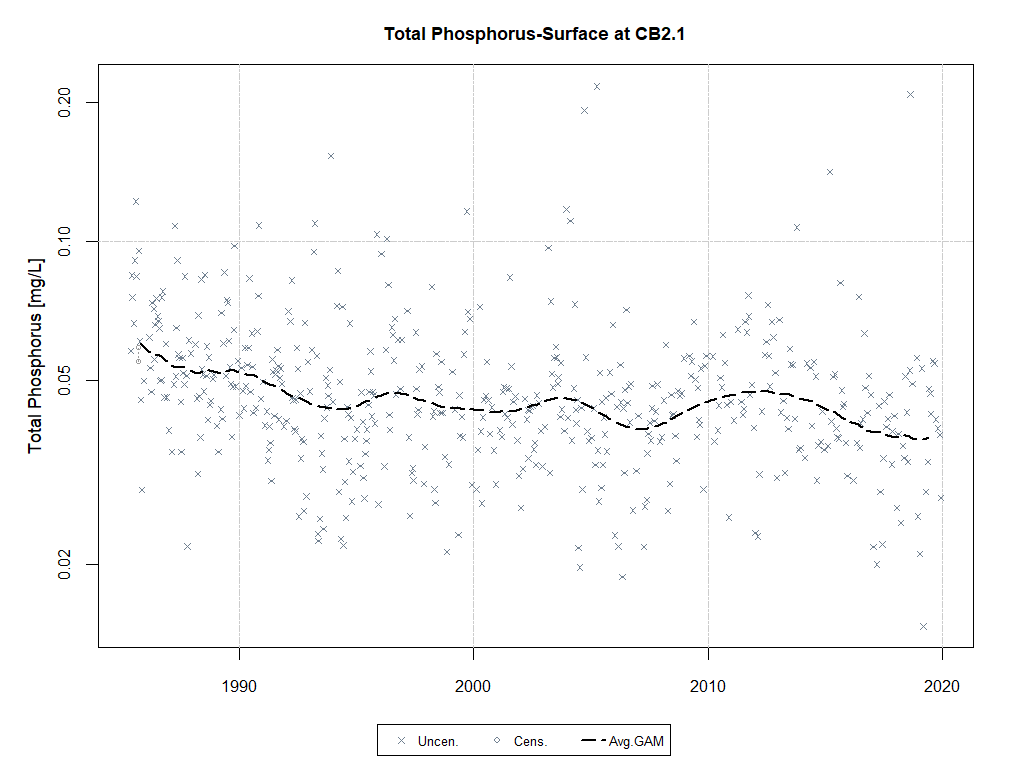 Total Phosphorus-Surface at CB2.1
Total Phosphorus [mg/L]
0.20
0.10
0.05
0.02
1990 2000 2010 2020
Uncen. Cens. Avg.GAM